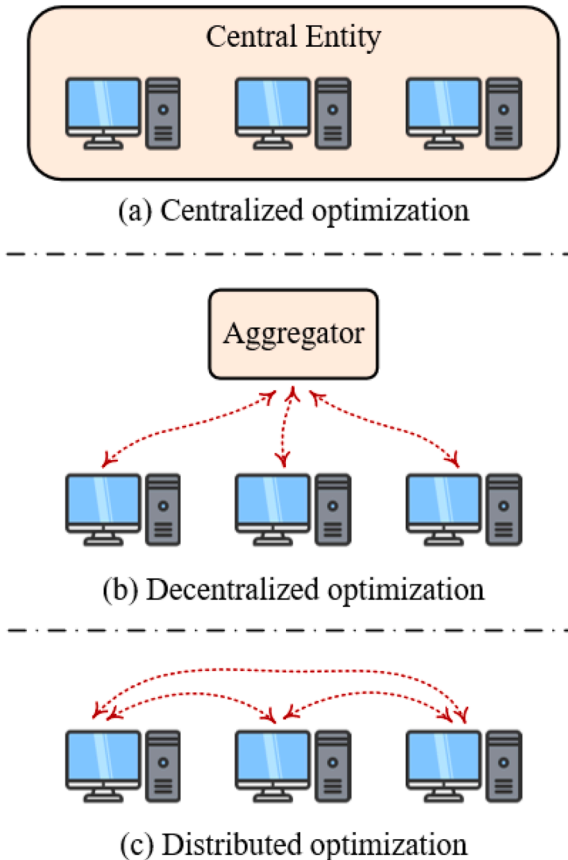 Central Entity
(a) Centralized optimization
Aggregator
(b) Decentralized optimization
(c) Distributed optimization